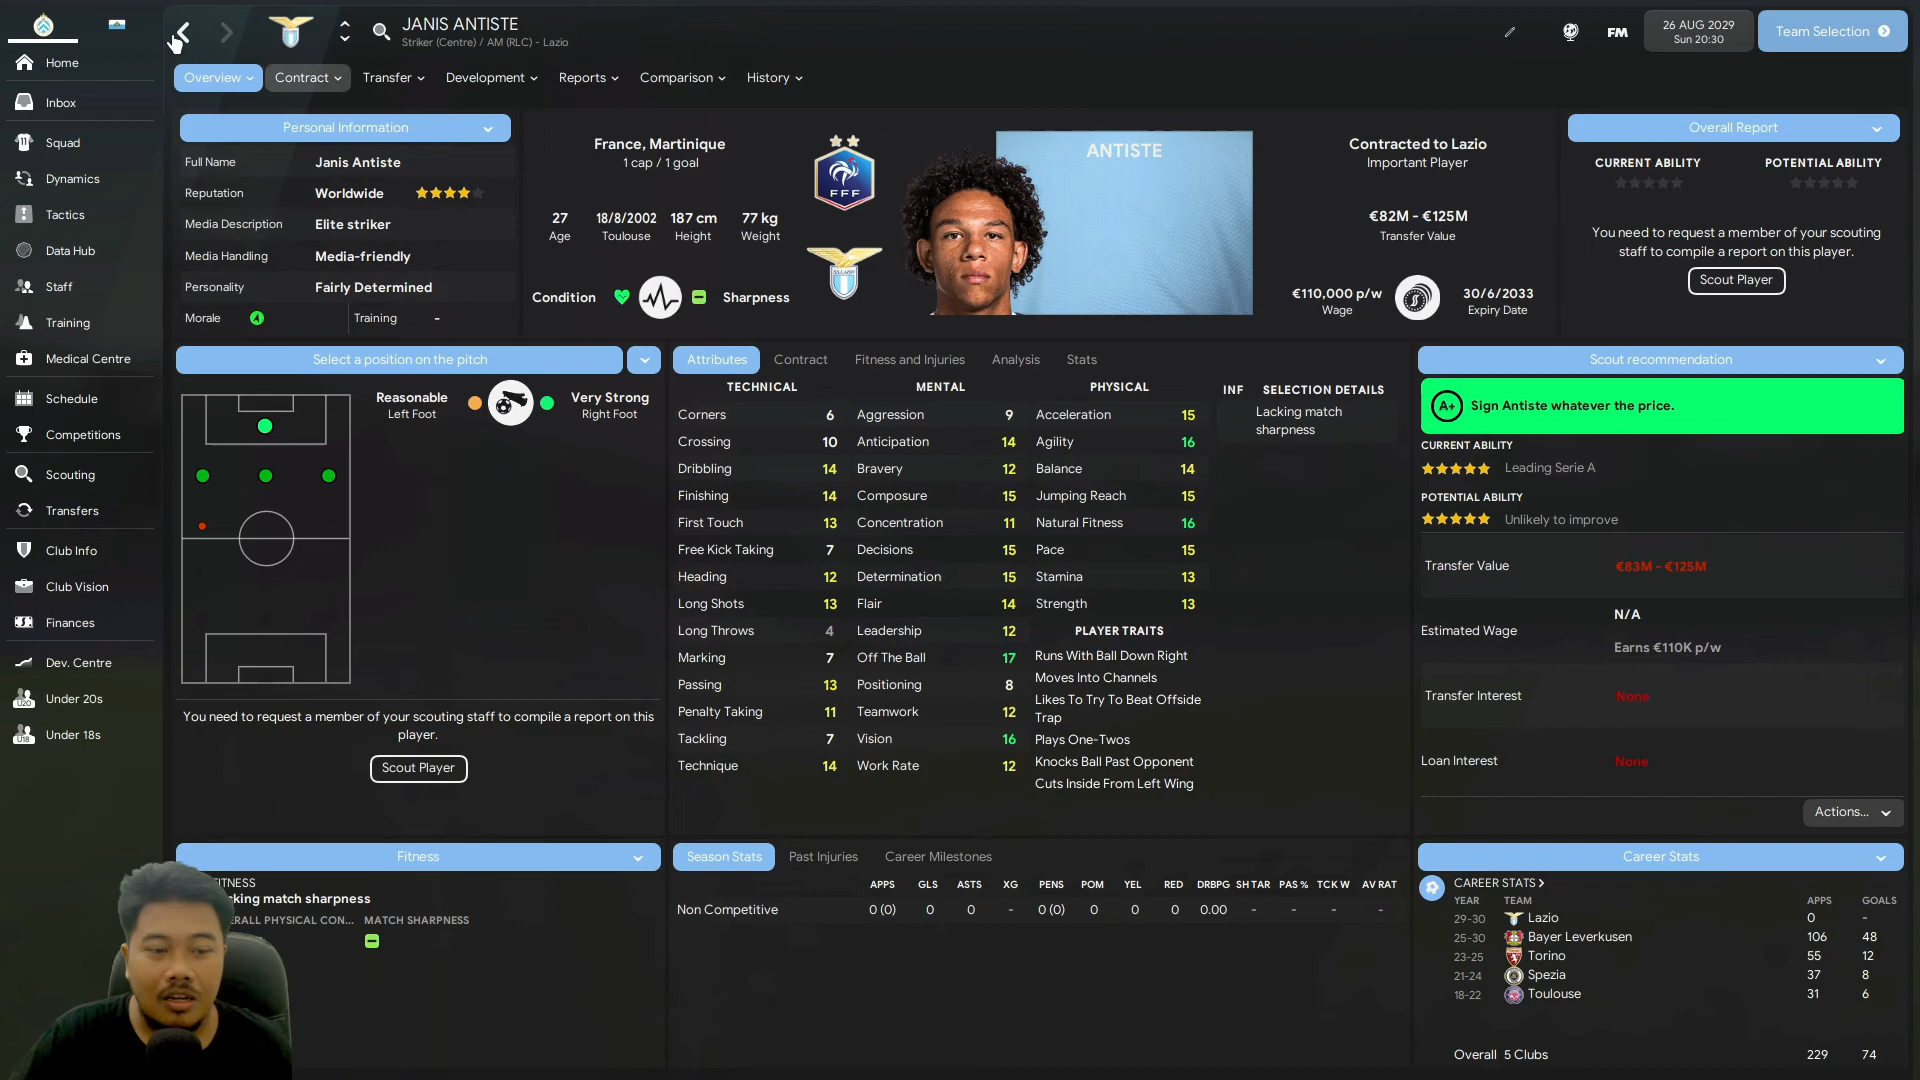 JANIS ANTISTE
Striker (Centre) / AM (RLC) - Lazio
FM
26 AUG 2029
Sun 20:30
Team Selection
Home
Inbox
Squad
Dynamics
Tactics
Data Hub
Staff
Training
Medical Centre
Schedule
Competitions
Scouting
Transfers
Club Info
Club Vision
Finances
Dev. Centre
Under 20s
Under 18s
Overview Contract Transfer Development Reports Comparison History
Personal Information
Full Name Janis Antiste
Reputation Worldwide
Media Description Elite striker
Media Handling Media-friendly
Personality Fairly Determined
Morale Training -
France, Martinique
1 cap / 1 goal
27 18/8/2002 187 cm 77 kg
Age Toulouse Height Weight
Condition Sharpness
FFF
ANTISTE
Contracted to Lazio
Important Player
€82M - €125M
Transfer Value
€110,000 p/w 30/6/2033
Wage Expiry Date
Overall Report
CURRENT ABILITY POTENTIAL ABILITY
You need to request a member of your scouting
staff to compile a report on this player.
Scout Player
Select a position on the pitch
Reasonable Very Strong
Left Foot Right Foot
You need to request a member of your scouting staff to compile a report on this
player.
Scout Player
Attributes Contract Fitness and Injuries Analysis Stats
TECHNICAL MENTAL PHYSICAL
Corners 6 Aggression 9 Acceleration 15
Crossing 10 Anticipation 14 Agility 16
Dribbling 14 Bravery 12 Balance 14
Finishing 14 Composure 15 Jumping Reach 15
First Touch 13 Concentration 11 Natural Fitness 16
Free Kick Taking 7 Decisions 15 Pace 15
Heading 12 Determination 15 Stamina 13
Long Shots 13 Flair 14 Strength 13
Long Throws 4 Leadership 12
Marking 7 Off The Ball 17
Passing 13 Positioning 8
Penalty Taking 11 Teamwork 12
Tackling 7 Vision 16
Technique 14 Work Rate 12
PLAYER TRAITS
Runs With Ball Down Right
Moves Into Channels
Likes To Try To Beat Offside
Trap
Plays One-Twos
Knocks Ball Past Opponent
Cuts Inside From Left Wing
INF SELECTION DETAILS
Lacking match
sharpness
Scout recommendation
A+ Sign Antiste whatever the price.
CURRENT ABILITY
Leading Serie A
POTENTIAL ABILITY
Unlikely to improve
Transfer Value €83M - €125M
N/A
Estimated Wage
Earns €110K p/w
Transfer Interest None
Loan Interest None
Actions...
Fitness
FITNESS
cking match sharpness
ERALL PHYSICAL CON... MATCH SHARPNESS
Season Stats Past Injuries Career Milestones
APPS GLS ASTS XG PENS POM YEL RED DRBPG SH TAR PAS % TCK W AV RAT
Non Competitive 0 (0) 0 0 - 0 (0) 0 0 0 0.00 - - - -
Career Stats
CAREER STATS
YEAR TEAM APPS GOALS
29-30 Lazio 0 -
25-30 Bayer Leverkusen 106 48
23-25 Torino 55 12
21-24 Spezia 37 8
18-22 Toulouse 31 6
Overall 5 Clubs 229 74